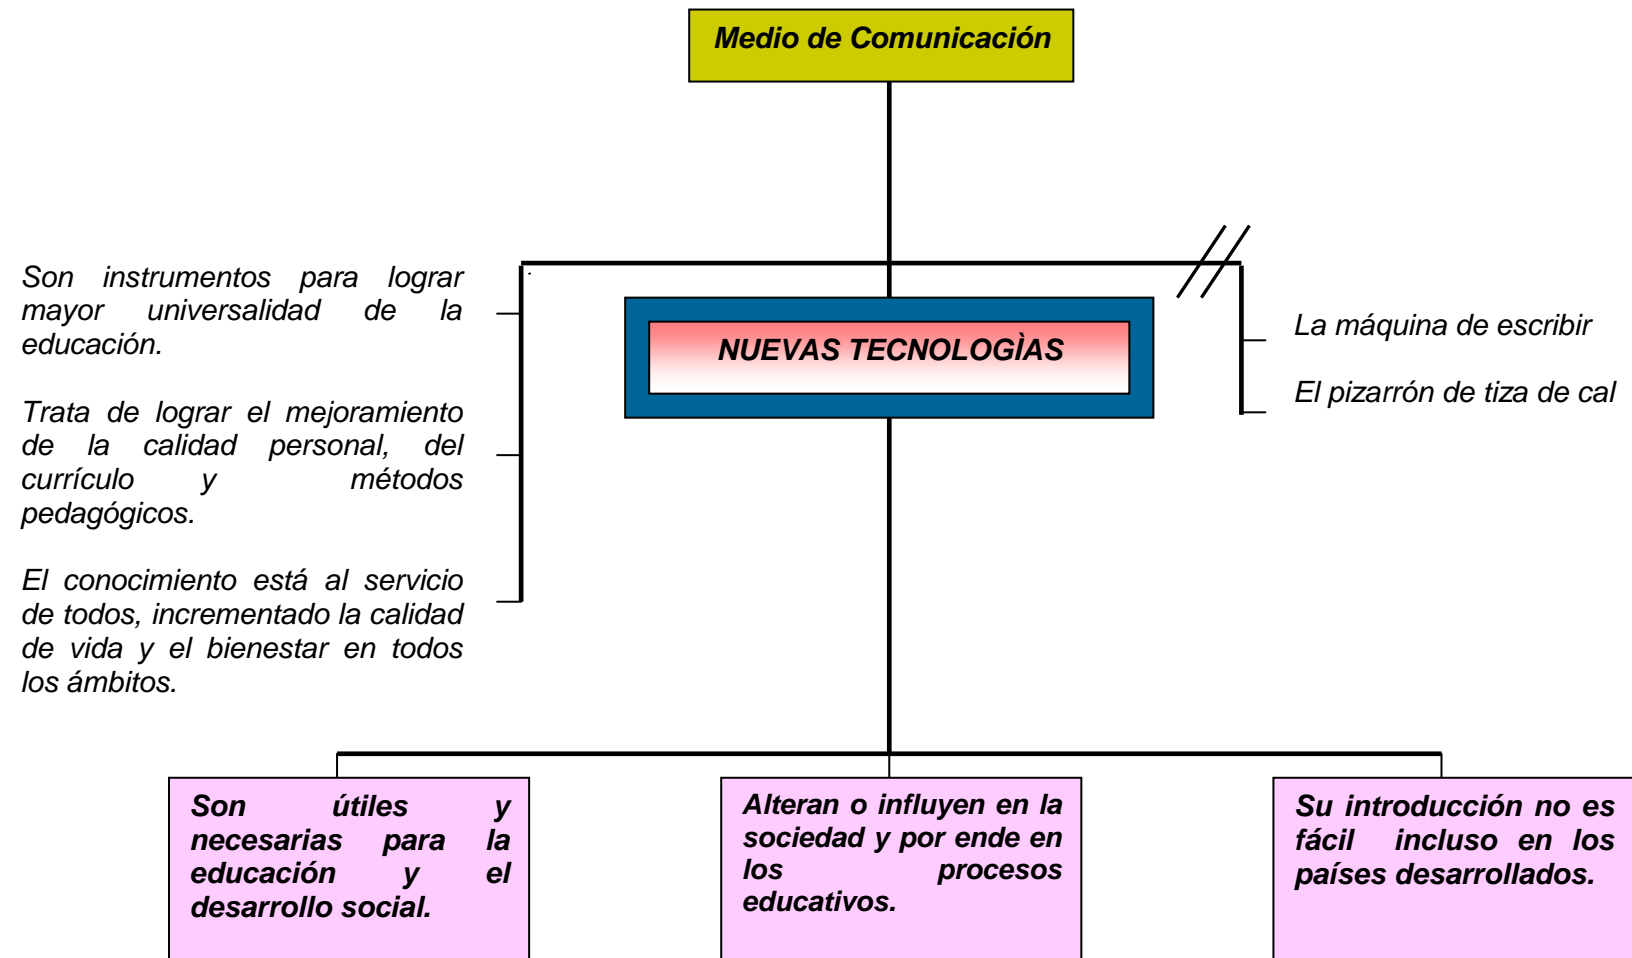 Medio de Comunicación
Son instrumentos para lograr
mayor universalidad de la
educación.
Trata de lograr el mejoramiento
de la calidad personal, del
currículo y métodos
pedagógicos.
El conocimiento está al servicio
de todos, incrementado la calidad
de vida y el bienestar en todos
los ámbitos.
NUEVAS TECNOLOGÌAS
La máquina de escribir
El pizarrón de tiza de cal
Son útiles y
necesarias para la
educación y el
desarrollo social.
Alteran o influyen en la
sociedad y por ende en
los procesos
educativos.
Su introducción no es
fácil incluso en los
países desarrollados.